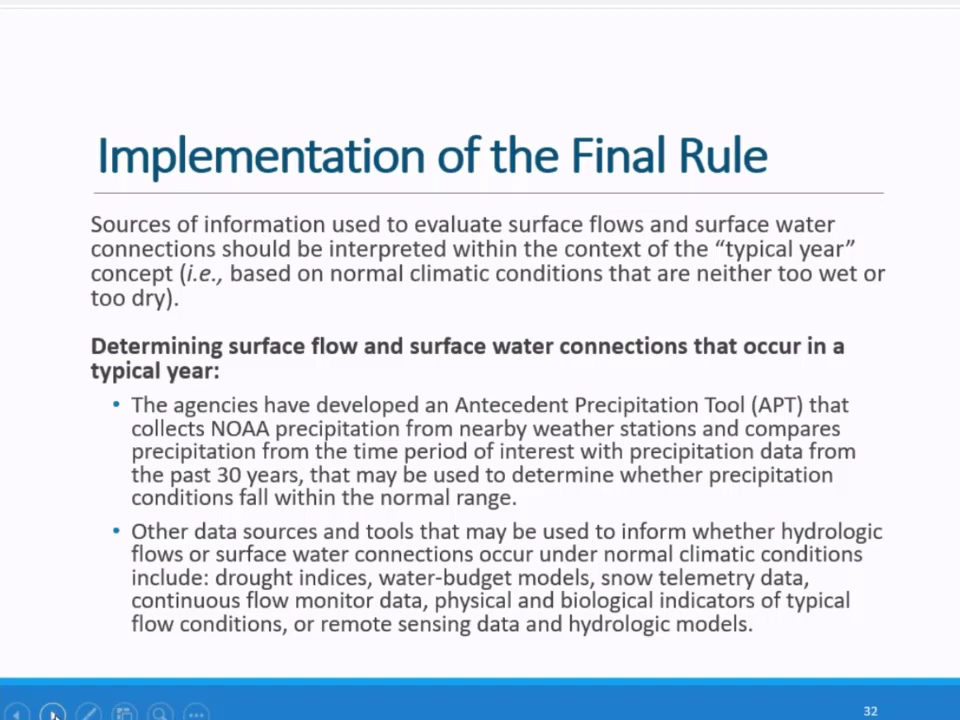 Implementation of the Final Rule
Sources of information used to evaluate surface flows and surface water
connections should be interpreted within the context of the “typical year”
concept (i.e., based on normal climatic conditions that are neither too wet or
too dry).
Determining surface flow and surface water connections that occur in a
typical year:
• The agencies have developed an Antecedent Precipitation Tool (APT) that
collects NOAA precipitation from nearby weather stations and compares
precipitation from the time period of interest with precipitation data from
the past 30 years, that may be used to determine whether precipitation
conditions fall within the normal range.
• Other data sources and tools that may be used to inform whether hydrologic
flows or surface water connections occur under normal climatic conditions
include: drought indices, water-budget models, snow telemetry data,
continuous flow monitor data, physical and biological indicators of typical
flow conditions, or remote sensing data and hydrologic models.
32